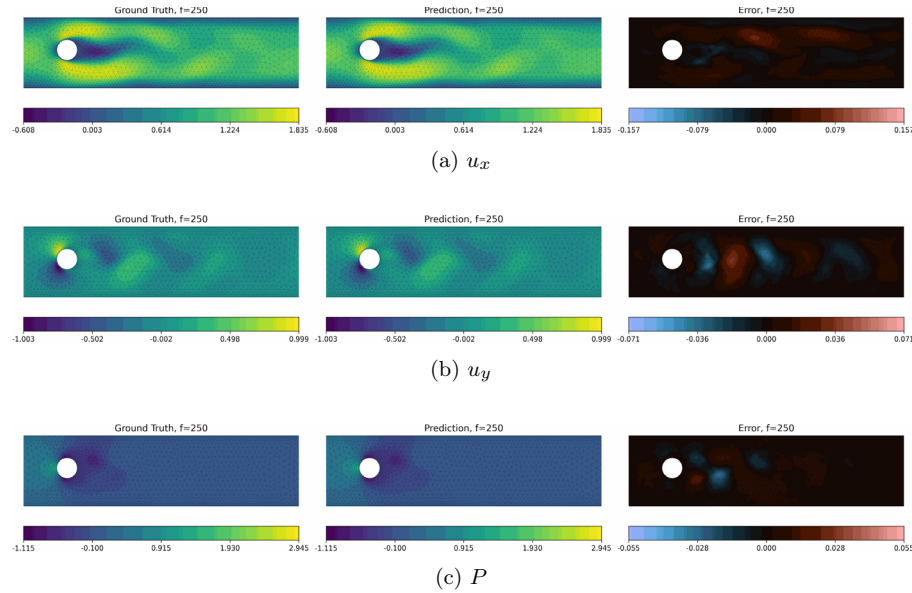 Ground Truth, f=250 Prediction, f=250 Error, f=250
-0.608 0.003 0.614 1.224 1.835 -0.608 0.003 0.614 1.224 1.835 -0.157 -0.079 0.000 0.079 0.157
(a) u_x
Ground Truth, f=250 Prediction, f=250 Error, f=250
-1.003 -0.502 -0.002 0.498 0.999 -1.003 -0.502 -0.002 0.498 0.999 -0.071 -0.036 0.000 0.036 0.071
(b) u_y
Ground Truth, f=250 Prediction, f=250 Error, f=250
-1.115 -0.100 0.915 1.930 2.945 -1.115 -0.100 0.915 1.930 2.945 -0.055 -0.028 0.000 0.028 0.055
(c) P